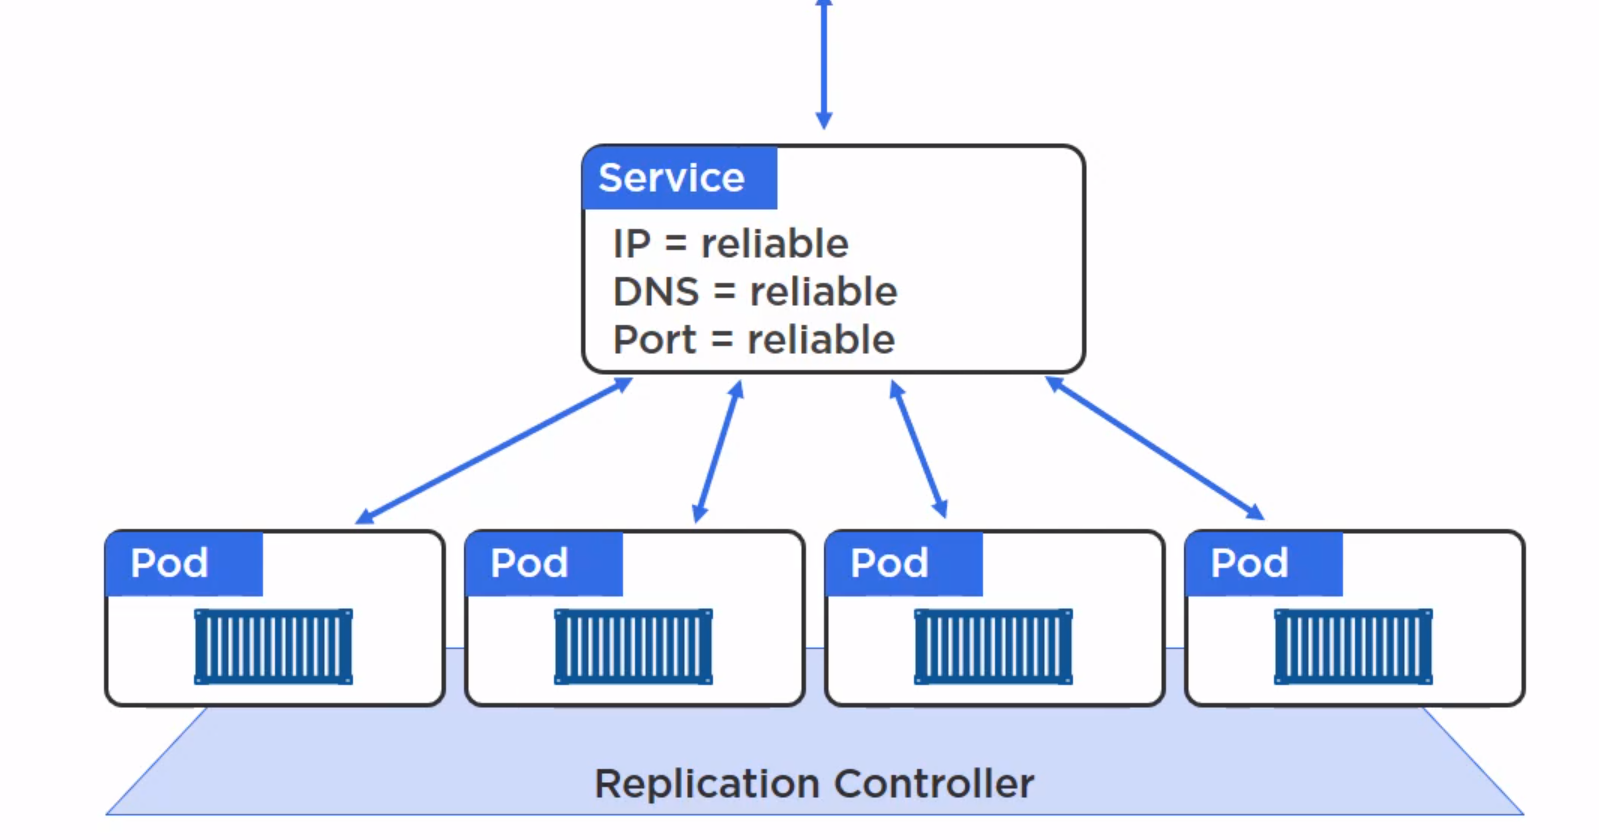 Service
IP = reliable
DNS = reliable
Port = reliable
Pod
Pod
Pod
Pod
Replication Controller